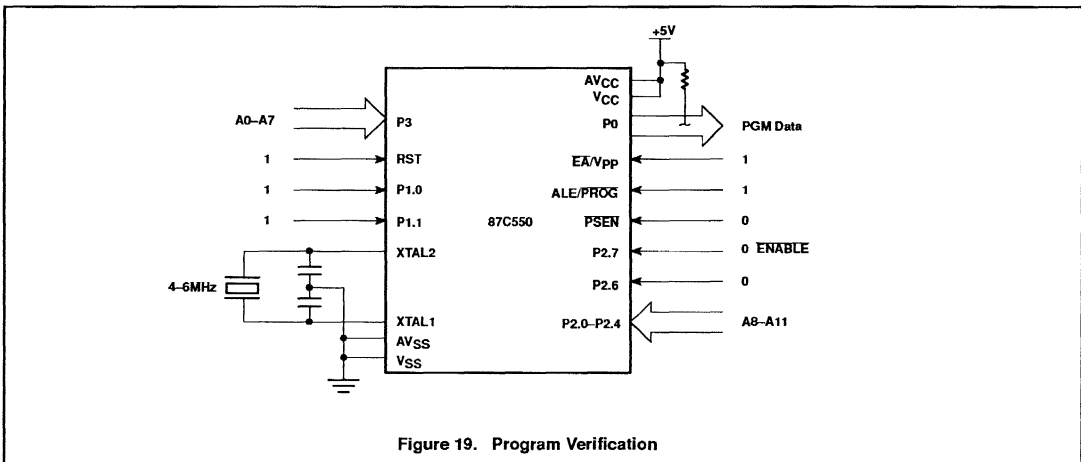 +5V
AVCC
VCC
A0–A7
P3
P0
PGM Data
1
RST
EA/VPP
1
1
P1.0
ALE/PROG
1
1
P1.1
87C550
PSEN
0
XTAL2
P2.7
0 ENABLE
4–6MHz
P2.6
0
XTAL1
P2.0–P2.4
A8–A11
AVSS
VSS
Figure 19. Program Verification